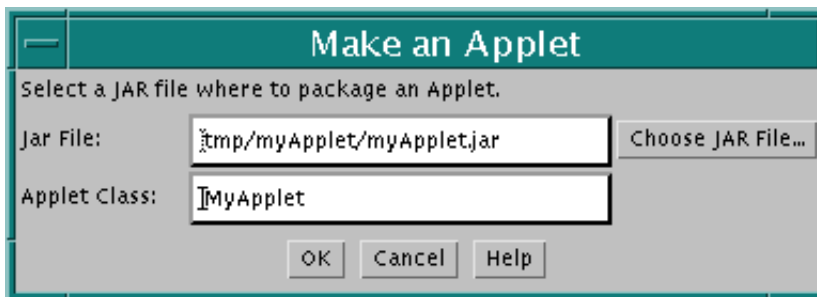 Make an Applet
Select a JAR file where to package an Applet.
Jar File: /tmp/myApplet/myApplet.jar Choose JAR File...
Applet Class: MyApplet
OK Cancel Help